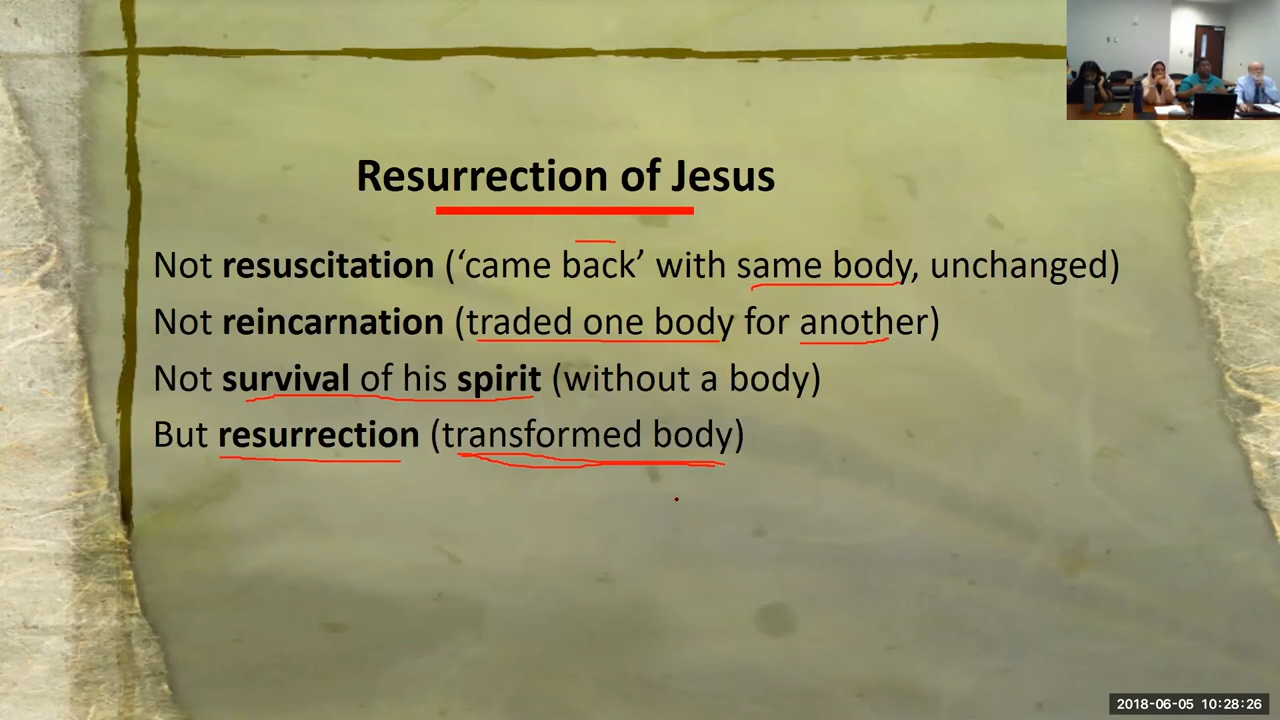 Resurrection of Jesus
Not resuscitation (‘came back’ with same body, unchanged)
Not reincarnation (traded one body for another)
Not survival of his spirit (without a body)
But resurrection (transformed body)
2018-06-05 10:28:26